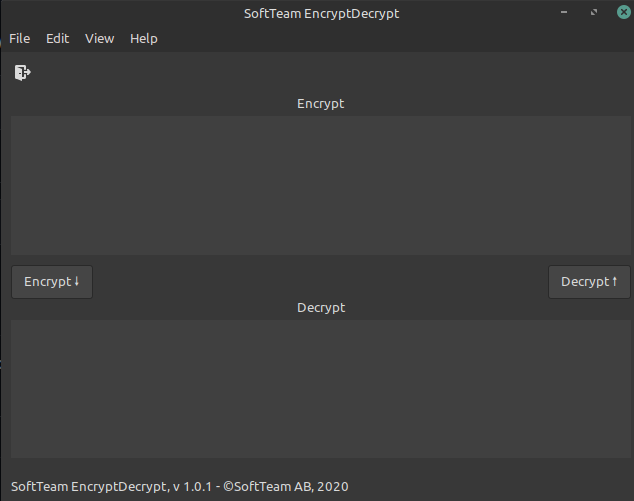 SoftTeam EncryptDecrypt
File Edit View Help
Encrypt
Encrypt↓ Decrypt↑
Decrypt
SoftTeam EncryptDecrypt, v 1.0.1 - ©SoftTeam AB, 2020